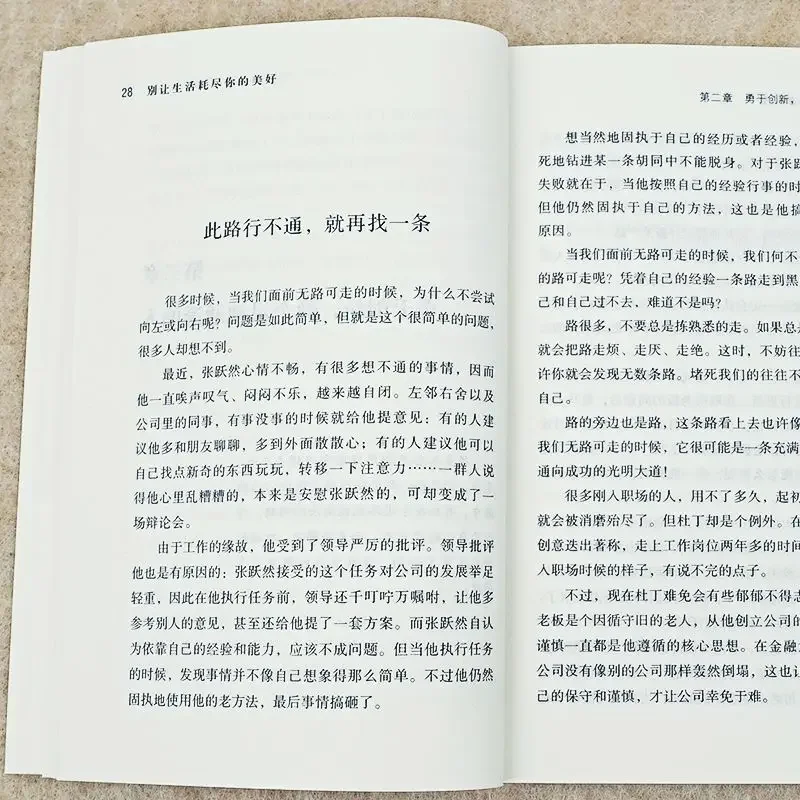 28 别让生活耗尽你的美好
此路行不通，就再找一条
很多时候，当我们面前无路可走的时候，为什么不尝试
向左或向右呢？问题是如此简单，但就是这个很简单的问题，
很多人却想不到。
最近，张跃然心情不畅，有很多想不通的事情，因而
他一直唉声叹气、闷闷不乐，越来越自闭。左邻右舍以及
公司里的同事，有事没事的时候就给他提意见：有的人建
议他多和朋友聊聊，多到外面散散心；有的人建议他可以
自己找点新奇的东西玩玩，转移一下注意力……一群人说
得他心里乱糟糟的，本来是安慰张跃然的，可却变成了一
场辩论会。
由于工作的缘故，他受到了领导严厉的批评。领导批评
他也是有原因的：张跃然接受的这个任务对公司的发展举足
轻重，因此在他执行任务前，领导还千叮咛万嘱咐，让他多
参考别人的意见，甚至还给他提了一套方案。而张跃然自认
为依靠自己的经验和能力，应该不成问题。但当他执行任务
的时候，发现事情并不像自己想象得那么简单。不过他仍然
固执地使用他的老方法，最后事情搞砸了。
第二章 勇于创新，
想当然地固执于自己的经历或者经验，
死地钻进某一条胡同中不能脱身。对于张跃
失败就在于，当他按照自己的经验行事的时
但他仍然固执于自己的方法，这也是他搞
原因。
当我们面前无路可走的时候，我们何不
的路可走呢？凭着自己的经验一条路走到黑
己和自己过不去，难道不是吗？
路很多，不要总是拣熟悉的走。如果总
就会把路走烦、走厌、走绝。这时，不妨往
许你就会发现无数条路。堵死我们的往往不
自己。
路的旁边也是路，这条路看上去也许像
我们无路可走的时候，它很可能是一条充满
通向成功的光明大道！
很多刚入职场的人，用不了多久，起初
就会被消磨殆尽了。但杜丁却是个例外。在
创意迭出著称，走上工作岗位两年多的时间
入职场时候的样子，有说不完的点子。
不过，现在杜丁难免会有些郁郁不得志
老板是个因循守旧的老人，从他创立公司的
谨慎一直都是他遵循的核心思想。在金融
公司没有像别的公司那样轰然倒塌，这也让
己的保守和谨慎，才让公司幸免于难。